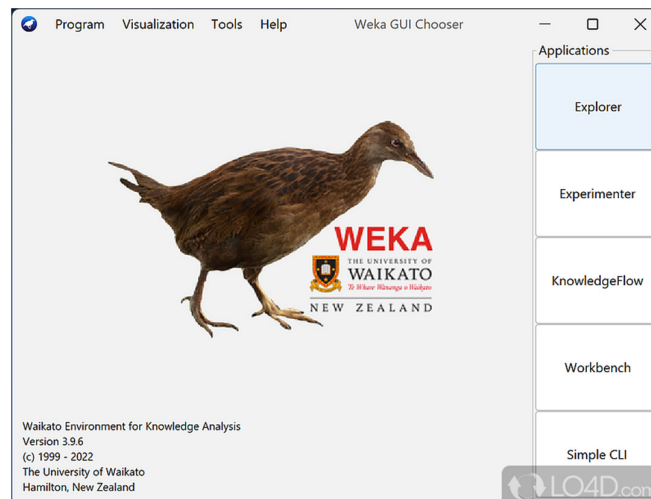 Program Visualization Tools Help Weka GUI Chooser
Applications
Explorer
Experimenter
KnowledgeFlow
Workbench
Simple CLI
WEKA
THE UNIVERSITY OF
WAIKATO
Te Whare Wānanga o Waikato
NEW ZEALAND
Waikato Environment for Knowledge Analysis
Version 3.9.6
(c) 1999 - 2022
The University of Waikato
Hamilton, New Zealand
LO4D.com